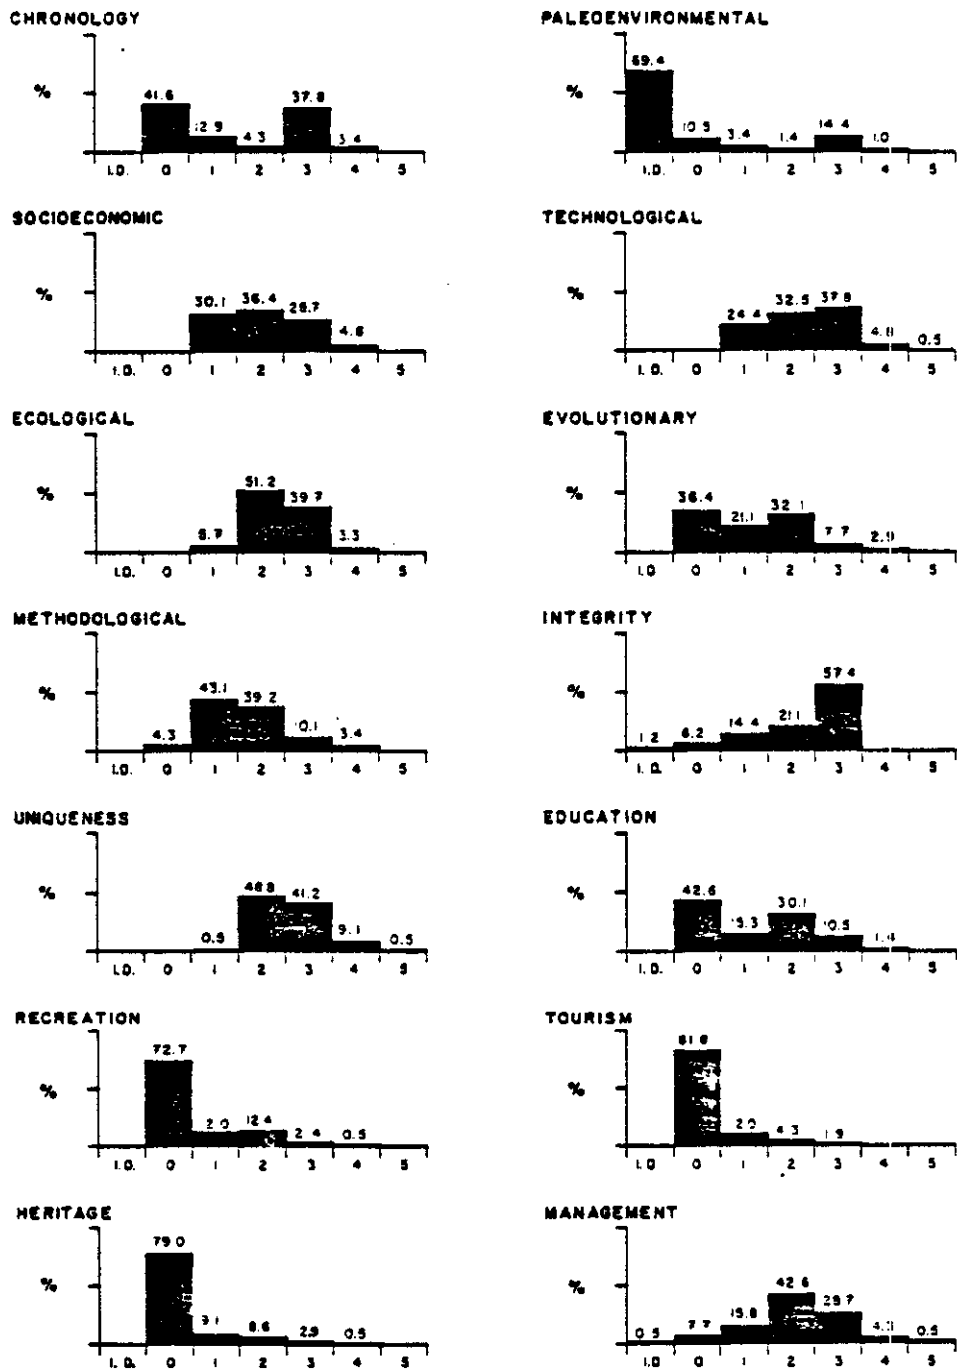 CHRONOLOGY
%
41.6 12.9 4.3 37.8 3.4
I.D. 0 1 2 3 4 5
PALEOENVIRONMENTAL
%
69.4 10.5 3.4 1.4 14.4 1.0
I.D. 0 1 2 3 4 5
SOCIOECONOMIC
%
30.1 36.4 28.7 4.8
I.D. 0 1 2 3 4 5
TECHNOLOGICAL
%
24.4 32.5 37.8 4.8 0.5
I.D. 0 1 2 3 4 5
ECOLOGICAL
%
5.7 51.2 39.7 3.3
I.D. 0 1 2 3 4 5
EVOLUTIONARY
%
36.4 21.1 32.1 7.7 2.9
I.D. 0 1 2 3 4 5
METHODOLOGICAL
%
4.3 43.1 39.2 10.1 3.4
I.D. 0 1 2 3 4 5
INTEGRITY
%
1.2 6.2 14.4 21.1 57.4
I.D. 0 1 2 3 4 5
UNIQUENESS
%
0.5 48.8 41.2 9.1 0.5
I.D. 0 1 2 3 4 5
EDUCATION
%
42.6 15.3 30.1 10.5 1.4
I.D. 0 1 2 3 4 5
RECREATION
%
72.7 12.4 2.4 0.5
I.D. 0 1 2 3 4 5
TOURISM
%
81.8 4.3 1.9
I.D. 0 1 2 3 4 5
HERITAGE
%
79.0 9.1 8.6 2.9 0.5
I.D. 0 1 2 3 4 5
MANAGEMENT
%
0.5 7.7 15.8 42.6 28.7 4.3 0.5
I.D. 0 1 2 3 4 5